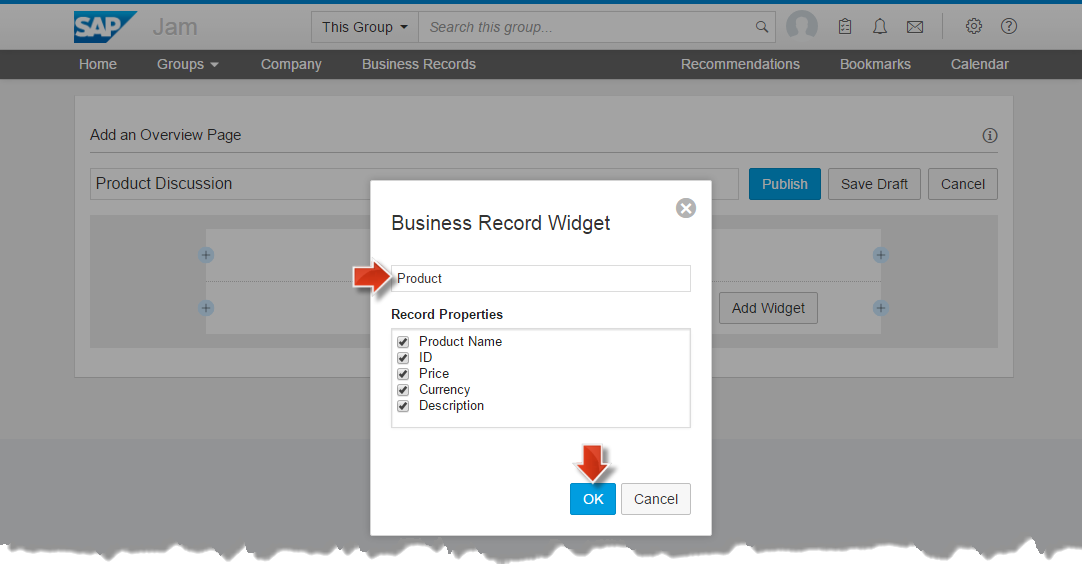 SAP Jam This Group Search this group...
Home Groups Company Business Records Recommendations Bookmarks Calendar
Add an Overview Page
Product Discussion Publish Save Draft Cancel
Business Record Widget
Product
Add Widget
Record Properties
Product Name
ID
Price
Currency
Description
OK Cancel